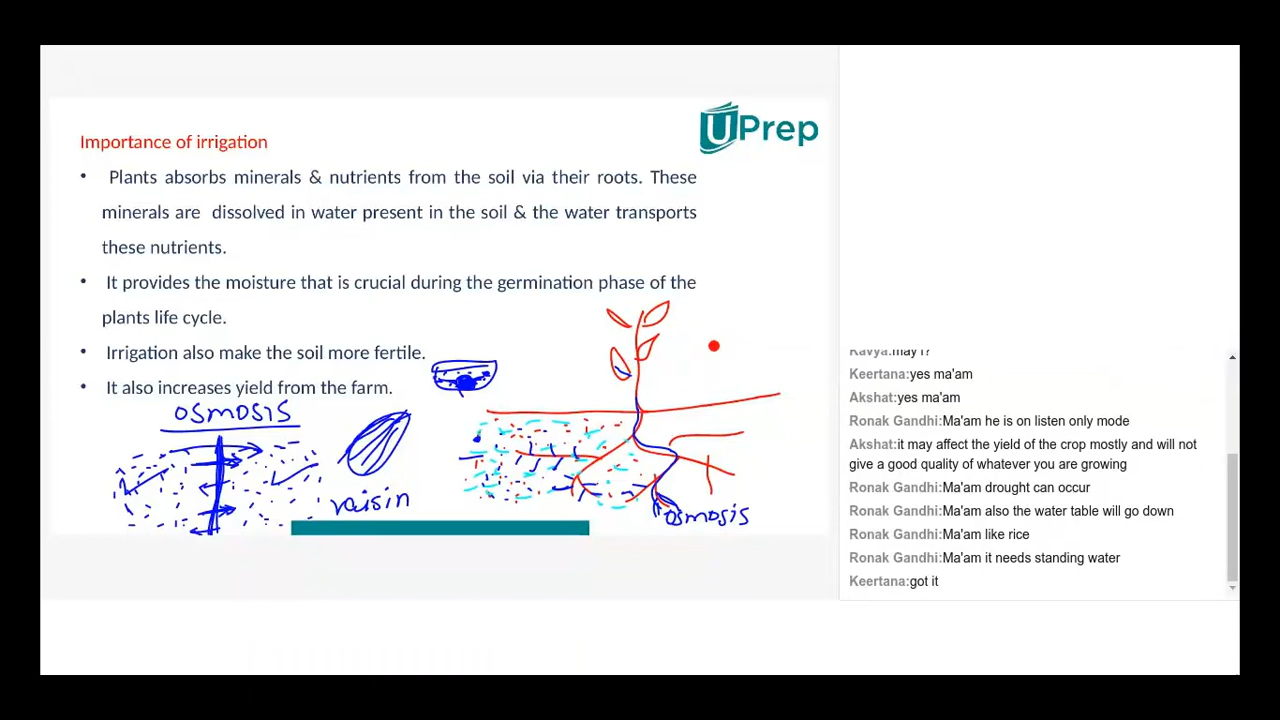 UPrep
Importance of irrigation
• Plants absorbs minerals & nutrients from the soil via their roots. These
minerals are dissolved in water present in the soil & the water transports
these nutrients.
• It provides the moisture that is crucial during the germination phase of the
plants life cycle.
• Irrigation also make the soil more fertile.
• It also increases yield from the farm.
osmosis
raisin
osmosis
Kavya:may i?
Keertana:yes ma'am
Akshat:yes ma'am
Ronak Gandhi:Ma'am he is on listen only mode
Akshat:it may affect the yield of the crop mostly and will not
give a good quality of whatever you are growing
Ronak Gandhi:Ma'am drought can occur
Ronak Gandhi:Ma'am also the water table will go down
Ronak Gandhi:Ma'am like rice
Ronak Gandhi:Ma'am it needs standing water
Keertana:got it